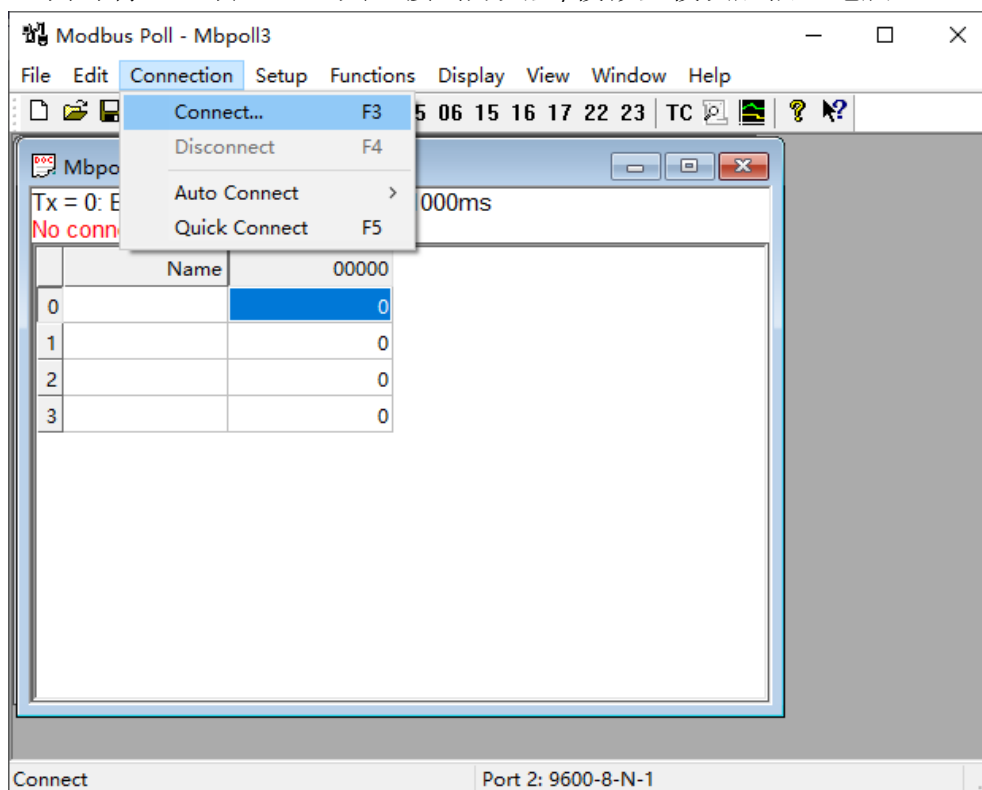 Modbus Poll - Mbpoll3
File Edit Connection Setup Functions Display View Window Help
Connect... F3
5 06 15 16 17 22 23 TC
Disconnect F4
Mbpo
Auto Connect >
Tx = 0: E
000ms
Quick Connect F5
No conn
Name 00000
0 0
1 0
2 0
3 0
Connect Port 2: 9600-8-N-1